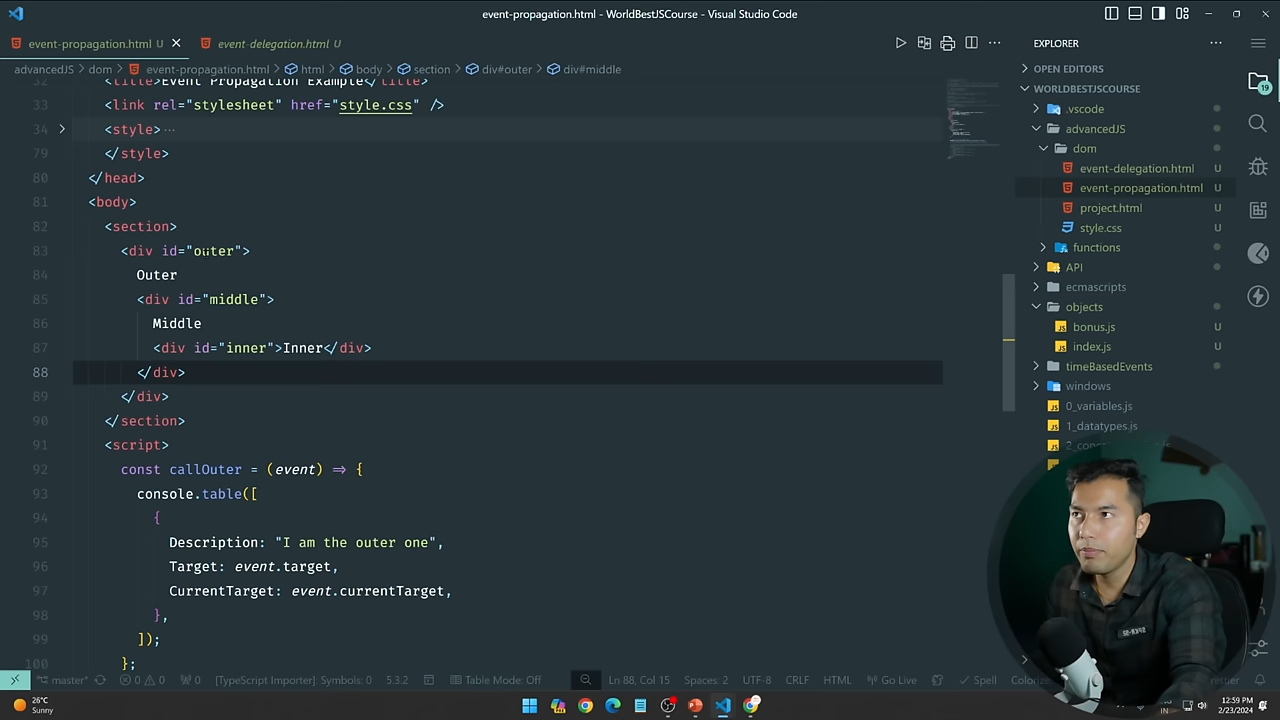 event-propagation.html - WorldBestJSCourse - Visual Studio Code
event-propagation.html U
event-delegation.html U
EXPLORER
advancedJS > dom > event-propagation.html > html > body > section > div#outer > div#middle
OPEN EDITORS
WORLDBESTJSCOURSE
.vscode
advancedJS
dom
event-delegation.html U
event-propagation.html U
project.html U
style.css U
functions
API
ecmascripts
objects
bonus.js U
index.js U
timeBasedEvents
windows
0_variables.js
1_datatypes.js
19
32 <title>Event Propagation Example</title>
33 <link rel="stylesheet" href="style.css" />
34 <style>…
79 </style>
80 </head>
81 <body>
82 <section>
83 <div id="outer">
84 Outer
85 <div id="middle">
86 Middle
87 <div id="inner">Inner</div>
88 </div>
89 </div>
90 </section>
91 <script>
92 const callOuter = (event) => {
93 console.table([
94 {
95 Description: "I am the outer one",
96 Target: event.target,
97 CurrentTarget: event.currentTarget,
98 },
99 ]);
100 };
master* 0 0 0 [TypeScript Importer] Symbols: 0 5.3.2 Table Mode: Off Ln 88, Col 15 Spaces: 2 UTF-8 CRLF HTML Go Live Spell
26°C
Sunny
IN
12:59 PM
2/23/2024